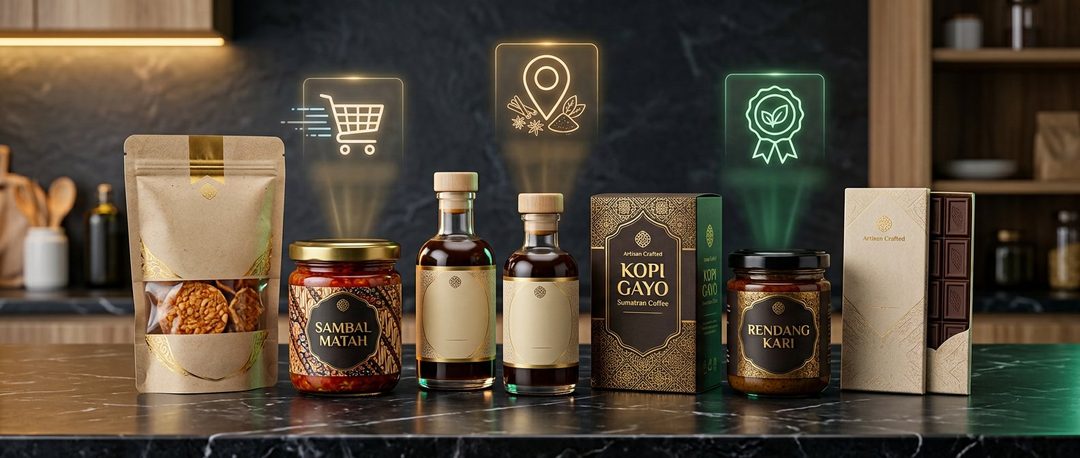 SAMBAL
MATAH
Artisan Crafted
KOPI
GAYO
Sumatran Coffee
KOPI
GAYO
RENDANG
KARI
Artisan Crafted